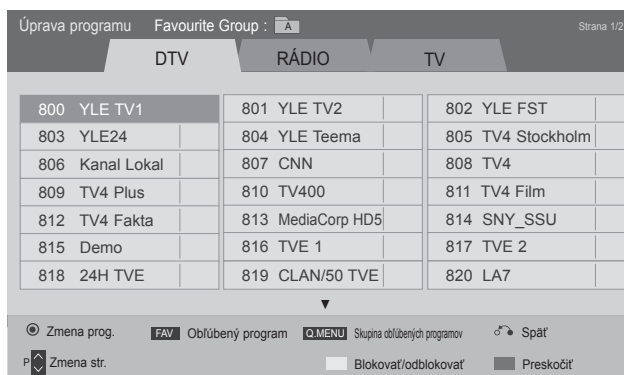 Úprava programu Favourite Group : A Strana 1/2
DTV RÁDIO TV
800 YLE TV1 801 YLE TV2 802 YLE FST
803 YLE24 804 YLE Teema 805 TV4 Stockholm
806 Kanal Lokal 807 CNN 808 TV4
809 TV4 Plus 810 TV400 811 TV4 Film
812 TV4 Fakta 813 MediaCorp HD5 814 SNY_SSU
815 Demo 816 TVE 1 817 TVE 2
818 24H TVE 819 CLAN/50 TVE 820 LA7
Zmena prog. FAV Obľúbený program Q.MENU Skupina obľúbených programov Späť
P Zmena str. Blokovať/odblokovať Preskočiť